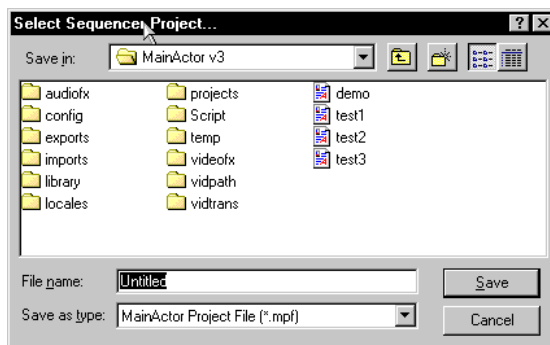 Select Sequencer Project...
Save in: MainActor v3
audiofx projects demo
config Script test1
exports temp test2
imports videofx test3
library vidpath
locales vidtrans
File name: Untitled Save
Save as type: MainActor Project File (*.mpf) Cancel